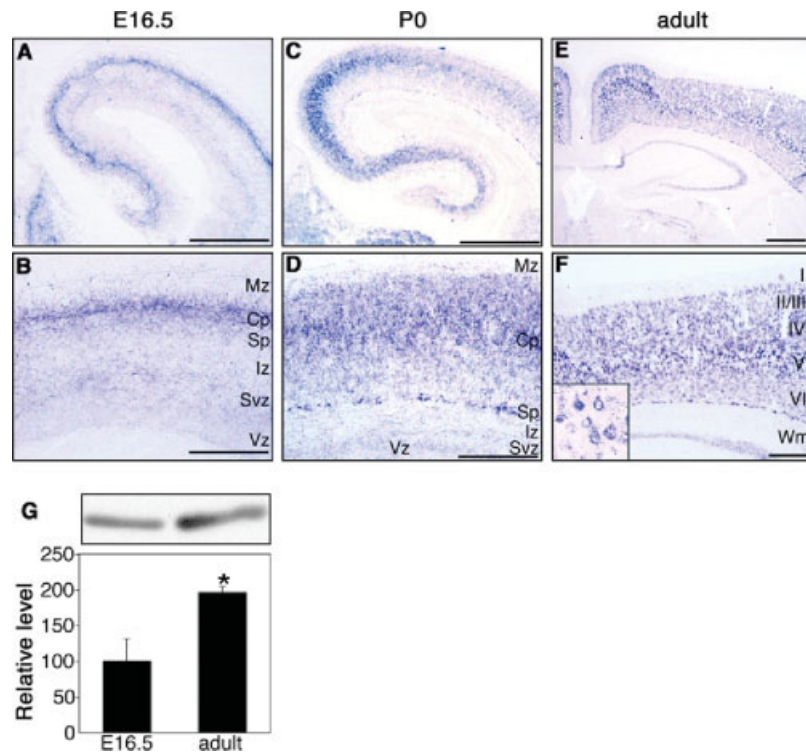 E16.5 P0 adult
A C E
B D F
Mz
Cp
Sp
Iz
Svz
Vz
Mz
Cp
Sp
Iz
Vz Svz
I
II/III
IV
V
VI
Wm
G
250
200
150
100
50
0
Relative level
*
E16.5 adult